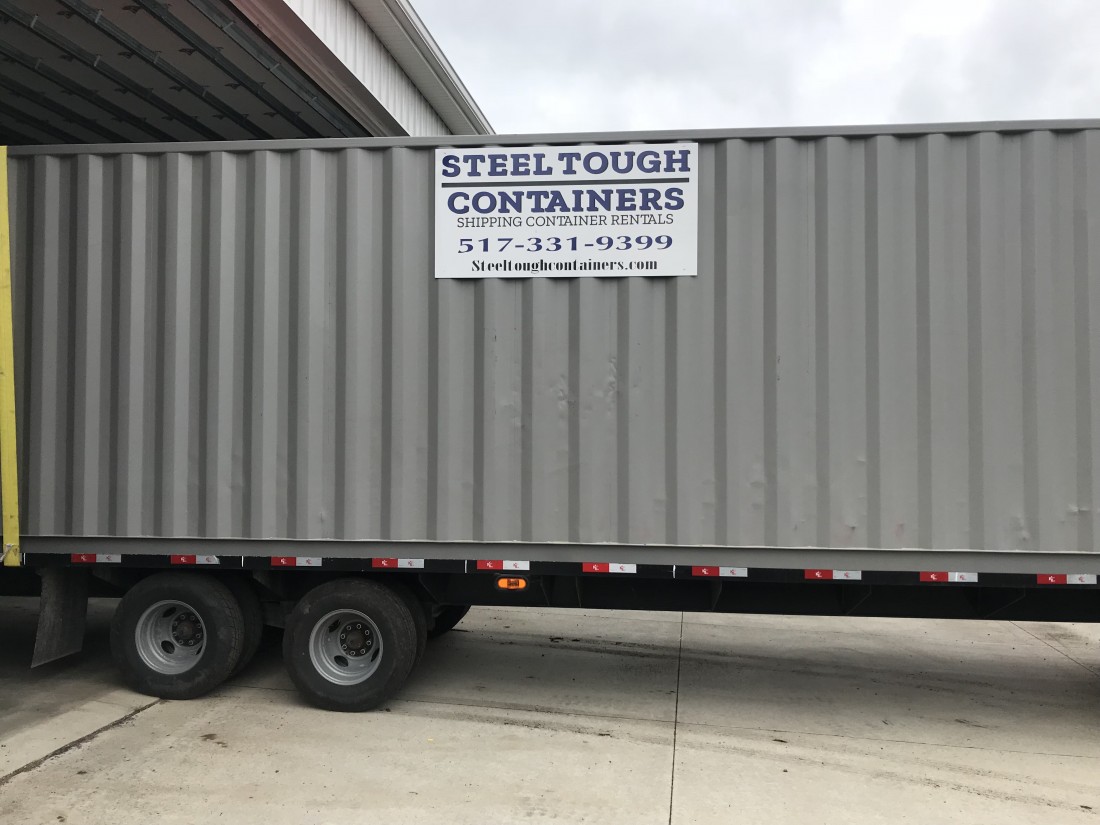 STEEL TOUGH
CONTAINERS
SHIPPING CONTAINER RENTALS
517-331-9399
Steeltoughcontainers.com